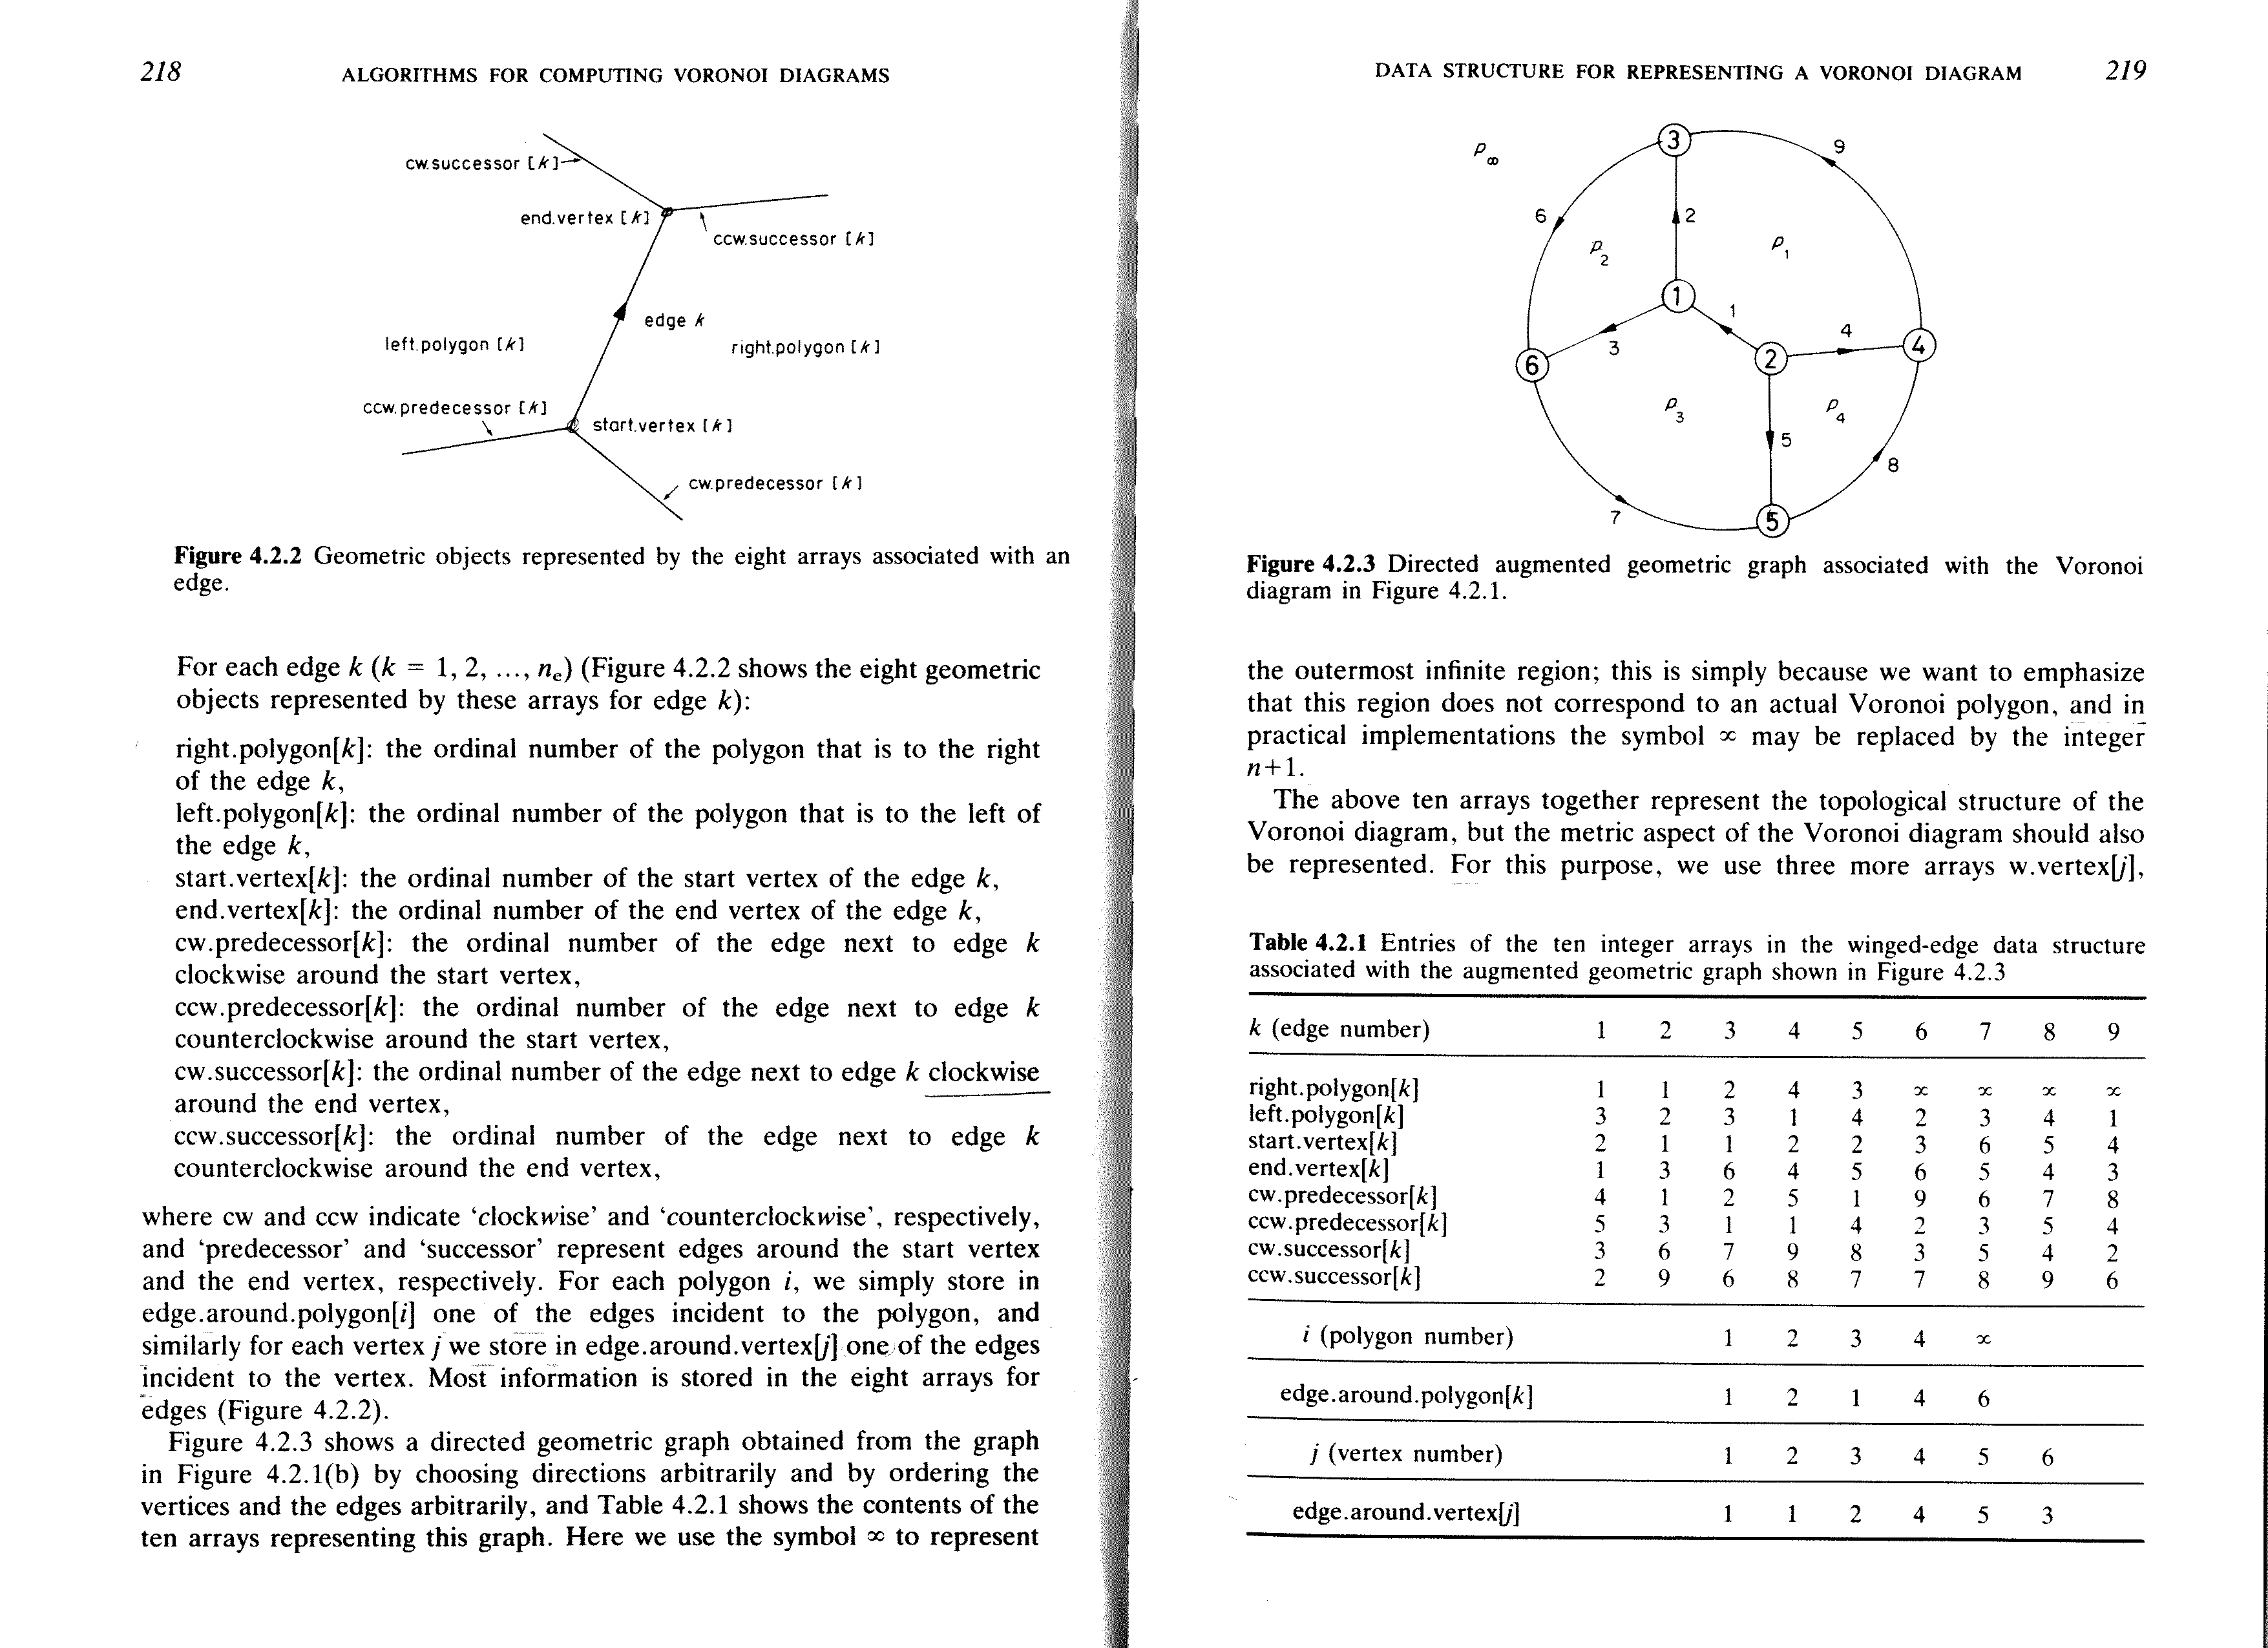 218
ALGORITHMS FOR COMPUTING VORONOI DIAGRAMS
cw.successor [k]
end.vertex [k]
ccw.successor [k]
edge k
left.polygon [k]
right.polygon [k]
ccw.predecessor [k]
start.vertex [k]
cw.predecessor [k]
Figure 4.2.2 Geometric objects represented by the eight arrays associated with an
edge.
For each edge k (k = 1, 2, ..., nₑ) (Figure 4.2.2 shows the eight geometric
objects represented by these arrays for edge k):
right.polygon[k]: the ordinal number of the polygon that is to the right
of the edge k,
left.polygon[k]: the ordinal number of the polygon that is to the left of
the edge k,
start.vertex[k]: the ordinal number of the start vertex of the edge k,
end.vertex[k]: the ordinal number of the end vertex of the edge k,
cw.predecessor[k]: the ordinal number of the edge next to edge k
clockwise around the start vertex,
ccw.predecessor[k]: the ordinal number of the edge next to edge k
counterclockwise around the start vertex,
cw.successor[k]: the ordinal number of the edge next to edge k clockwise
around the end vertex,
ccw.successor[k]: the ordinal number of the edge next to edge k
counterclockwise around the end vertex,
where cw and ccw indicate ‘clockwise’ and ‘counterclockwise’, respectively,
and ‘predecessor’ and ‘successor’ represent edges around the start vertex
and the end vertex, respectively. For each polygon i, we simply store in
edge.around.polygon[i] one of the edges incident to the polygon, and
similarly for each vertex j we store in edge.around.vertex[j] one of the edges
incident to the vertex. Most information is stored in the eight arrays for
edges (Figure 4.2.2).
Figure 4.2.3 shows a directed geometric graph obtained from the graph
in Figure 4.2.1(b) by choosing directions arbitrarily and by ordering the
vertices and the edges arbitrarily, and Table 4.2.1 shows the contents of the
ten arrays representing this graph. Here we use the symbol ∞ to represent
DATA STRUCTURE FOR REPRESENTING A VORONOI DIAGRAM
219
3
p∞
9
6
2
p₂
p₁
1
1
4
3
2
4
6
p₃
p₄
5
8
7
5
Figure 4.2.3 Directed augmented geometric graph associated with the Voronoi
diagram in Figure 4.2.1.
the outermost infinite region; this is simply because we want to emphasize
that this region does not correspond to an actual Voronoi polygon, and in
practical implementations the symbol ∞ may be replaced by the integer
n+1.
The above ten arrays together represent the topological structure of the
Voronoi diagram, but the metric aspect of the Voronoi diagram should also
be represented. For this purpose, we use three more arrays w.vertex[j],
Table 4.2.1 Entries of the ten integer arrays in the winged-edge data structure
associated with the augmented geometric graph shown in Figure 4.2.3
k (edge number) 1 2 3 4 5 6 7 8 9
right.polygon[k] 1 1 2 4 3 ∞ ∞ ∞ ∞
left.polygon[k] 3 2 3 1 4 2 3 4 1
start.vertex[k] 2 1 1 2 2 3 6 5 4
end.vertex[k] 1 3 6 4 5 6 5 4 3
cw.predecessor[k] 4 1 2 5 1 9 6 7 8
ccw.predecessor[k] 5 3 1 1 4 2 3 5 4
cw.successor[k] 3 6 7 9 8 3 5 4 2
ccw.successor[k] 2 9 6 8 7 7 8 9 6
i (polygon number) 1 2 3 4 ∞
edge.around.polygon[k] 1 2 1 4 6
j (vertex number) 1 2 3 4 5 6
edge.around.vertex[j] 1 1 2 4 5 3